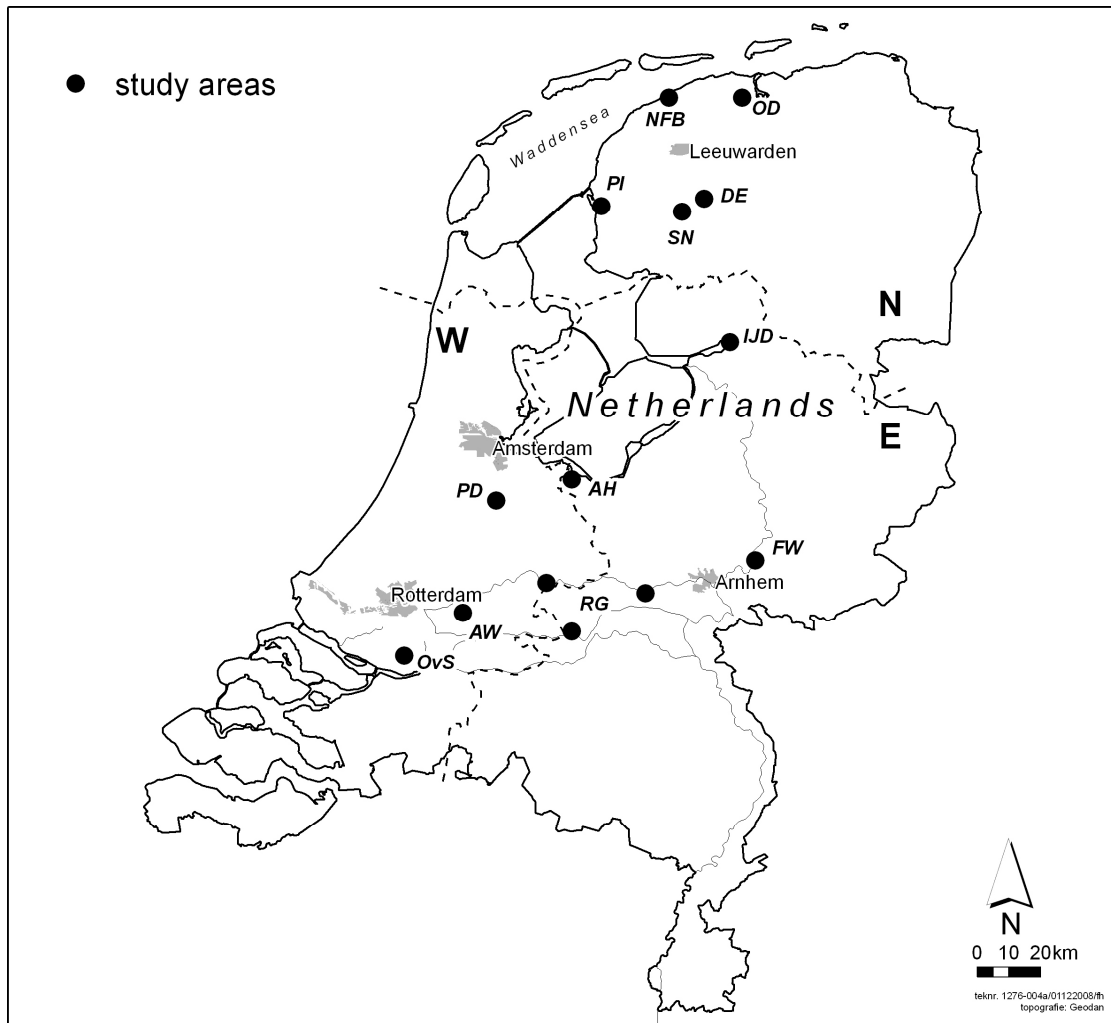 study areas
Waddensea
NFB
OD
Leeuwarden
PI
DE
SN
N
W
IJD
Netherlands
E
Amsterdam
AH
PD
FW
Arnhem
Rotterdam
RG
AW
OvS
N
0 10 20km
teknr. 1276-004a/01122008/fh
topografie: Geodan